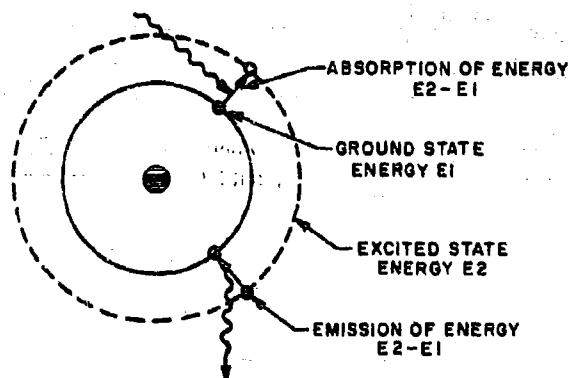 ABSORPTION OF ENERGY
E2-E1
GROUND STATE
ENERGY E1
EXCITED STATE
ENERGY E2
EMISSION OF ENERGY
E2-E1